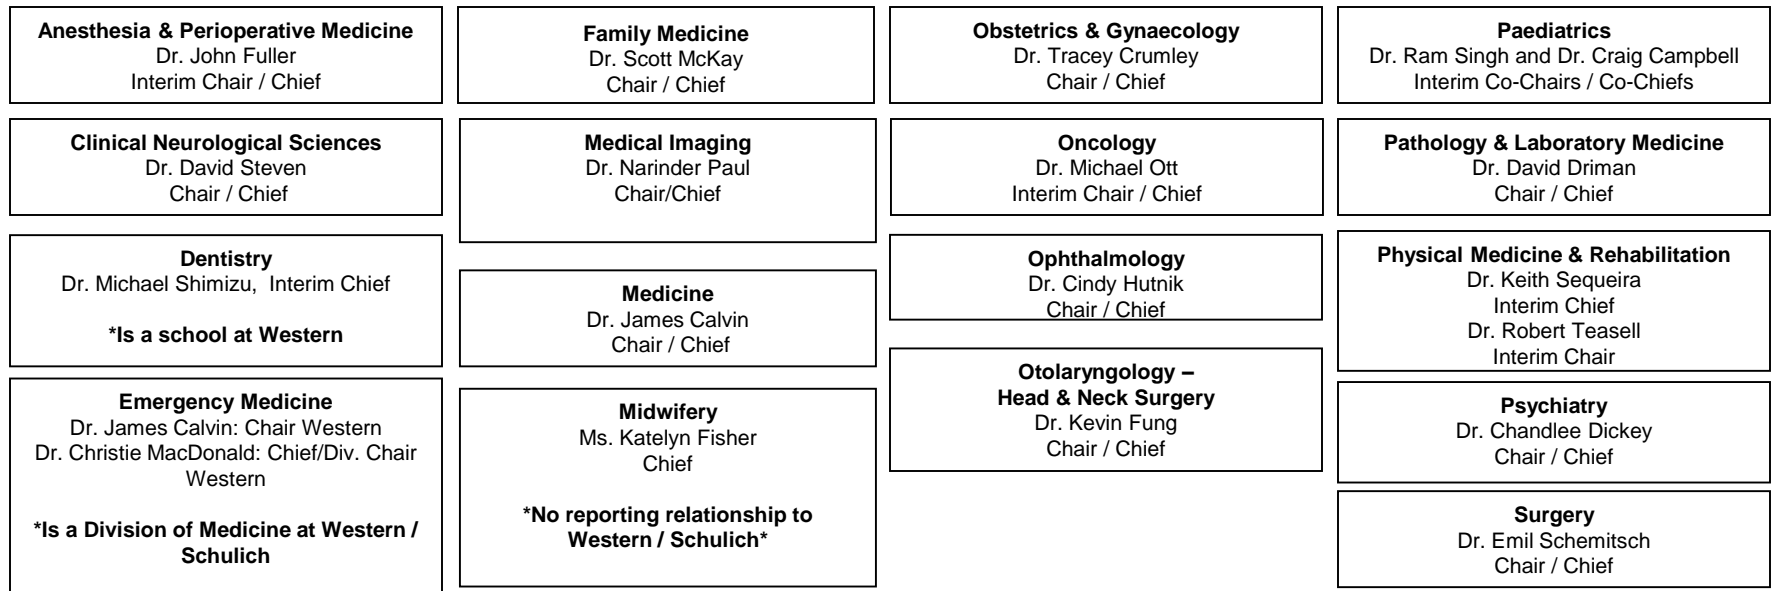 Anesthesia & Perioperative Medicine
Dr. John Fuller
Interim Chair / Chief
Clinical Neurological Sciences
Dr. David Steven
Chair / Chief
Dentistry
Dr. Michael Shimizu,  Interim Chief
*Is a school at Western
Emergency Medicine
Dr. James Calvin: Chair Western
Dr. Christie MacDonald: Chief/Div. Chair
Western
*Is a Division of Medicine at Western /
Schulich
Family Medicine
Dr. Scott McKay
Chair / Chief
Medical Imaging
Dr. Narinder Paul
Chair/Chief
Medicine
Dr. James Calvin
Chair / Chief
Midwifery
Ms. Katelyn Fisher
Chief
*No reporting relationship to
Western / Schulich*
Obstetrics & Gynaecology
Dr. Tracey Crumley
Chair / Chief
Oncology
Dr. Michael Ott
Interim Chair / Chief
Ophthalmology
Dr. Cindy Hutnik
Chair / Chief
Otolaryngology –
Head & Neck Surgery
Dr. Kevin Fung
Chair / Chief
Paediatrics
Dr. Ram Singh and Dr. Craig Campbell
Interim Co-Chairs / Co-Chiefs
Pathology & Laboratory Medicine
Dr. David Driman
Chair / Chief
Physical Medicine & Rehabilitation
Dr. Keith Sequeira
Interim Chief
Dr. Robert Teasell
Interim Chair
Psychiatry
Dr. Chandlee Dickey
Chair / Chief
Surgery
Dr. Emil Schemitsch
Chair / Chief